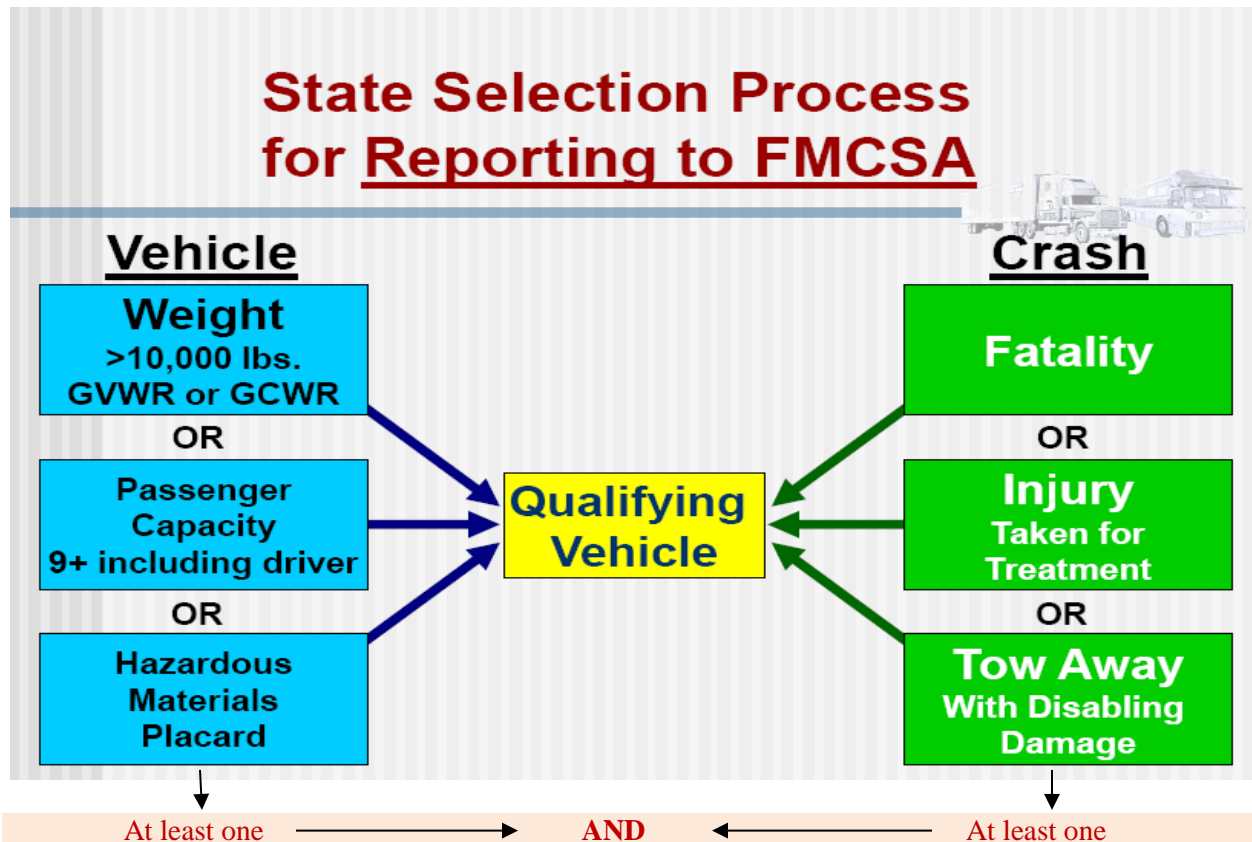 State Selection Process
for Reporting to FMCSA
Vehicle
Weight
>10,000 lbs.
GVWR or GCWR
OR
Passenger
Capacity
9+ including driver
OR
Hazardous
Materials
Placard
Qualifying
Vehicle
Crash
Fatality
OR
Injury
Taken for
Treatment
OR
Tow Away
With Disabling
Damage
At least one AND At least one